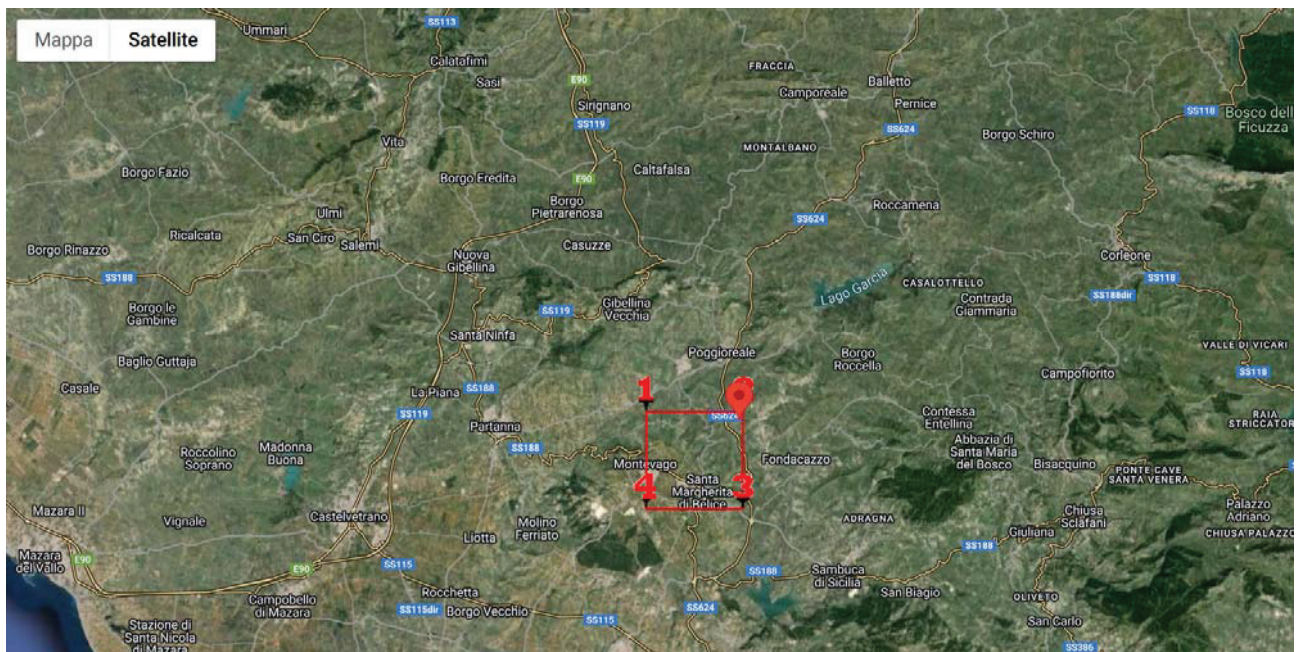 Mappa
Satellite
Ummari
SS113
Calatafimi
Sasi
E90
Sirignano
SS119
FRACCIA
Camporeale
Balletto
Pernice
SS624
SS118
Bosco dell
Ficuzza
Borgo Schiro
MONTALBANO
Vita
Borgo Fazio
Borgo Eredita
E90
Caltafalsa
Borgo
Pietrarenosa
Roccamena
SS624
Ulmi
Ricalcata
San Ciro
Salemi
Borgo Rinazzo
SS188
Nuova
Gibellina
Casuzze
Corleone
SS118
SS188dir
Lago Garcia
CASALOTTELLO
Contrada
Giammaria
Borgo le
Gambine
Gibellina
Vecchia
SS119
Santa Ninfa
Baglio Guttaja
Casale
Poggioreale
Borgo
Roccella
VALLE DI VICARI
SS118
Campofiorito
La Piana
SS188
SS119
1
SS624
Contessa
Entellina
RAIA
STRICCATOR
Partanna
SS188
Roccolino
Soprano
Madonna
Buona
Montevago
Fondacazzo
Abbazia di
Santa Maria
del Bosco
Bisacquino
PONTE CAVE
SANTA VENERA
4
Santa
Margherita
di Belice
3
Mazara II
Vignale
Castelvetrano
Molino
Ferriato
Liotta
ADRAGNA
Chiusa
Sclafani
Palazzo
Adriano
Giuliana
CHIUSA PALAZZO
SS188
Mazara
del Vallo
E90
E90
SS115
Rocchetta
SS188
Sambuca
di Sicilia
San Biagio
Campobello
di Mazara
SS115dir
Borgo Vecchio
SS115
SS624
OLIVETO
San Carlo
Stazione di
Santa Nicola
di Mazara
SS386